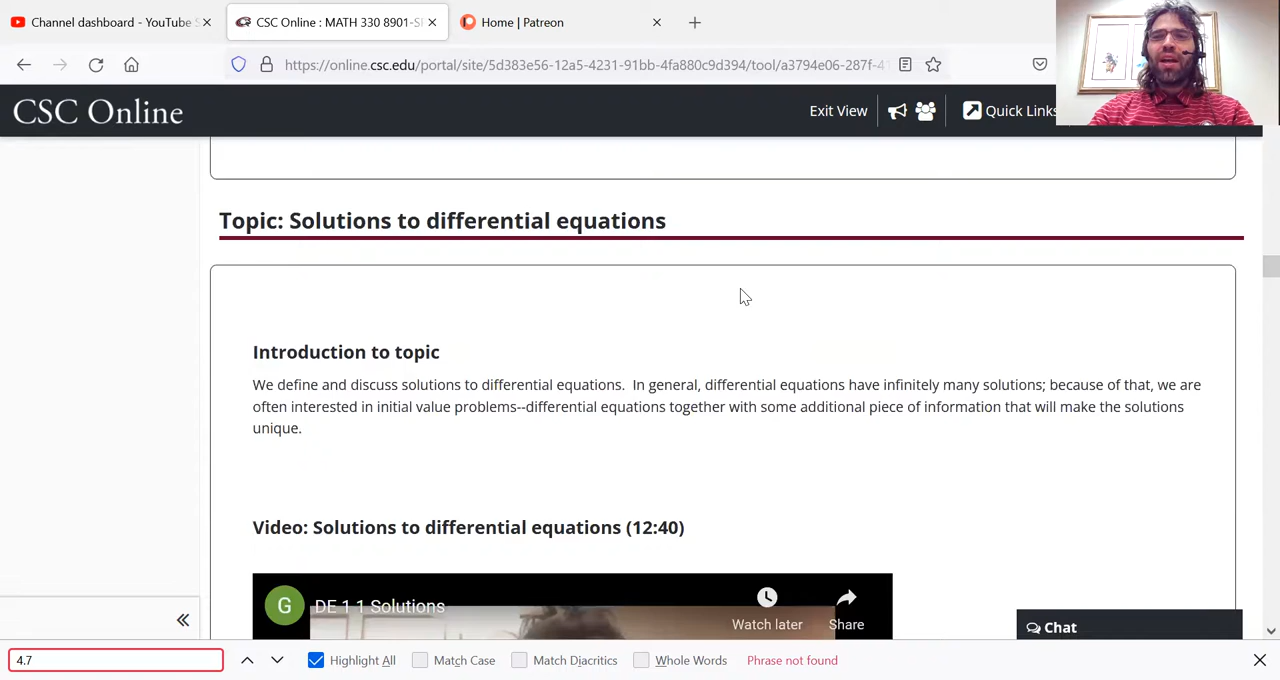 Channel dashboard - YouTube S
CSC Online : MATH 330 8901-S
Home | Patreon
https://online.csc.edu/portal/site/5d383e56-12a5-4231-91bb-4fa880c9d394/tool/a3794e06-287f-4
CSC Online
Exit View
Quick Links
Topic: Solutions to differential equations
Introduction to topic
We define and discuss solutions to differential equations. In general, differential equations have infinitely many solutions; because of that, we are
often interested in initial value problems--differential equations together with some additional piece of information that will make the solutions
unique.
Video: Solutions to differential equations (12:40)
G
DE 1 1 Solutions
Watch later
Share
«
Chat
4.7
Highlight All
Match Case
Match Diacritics
Whole Words
Phrase not found